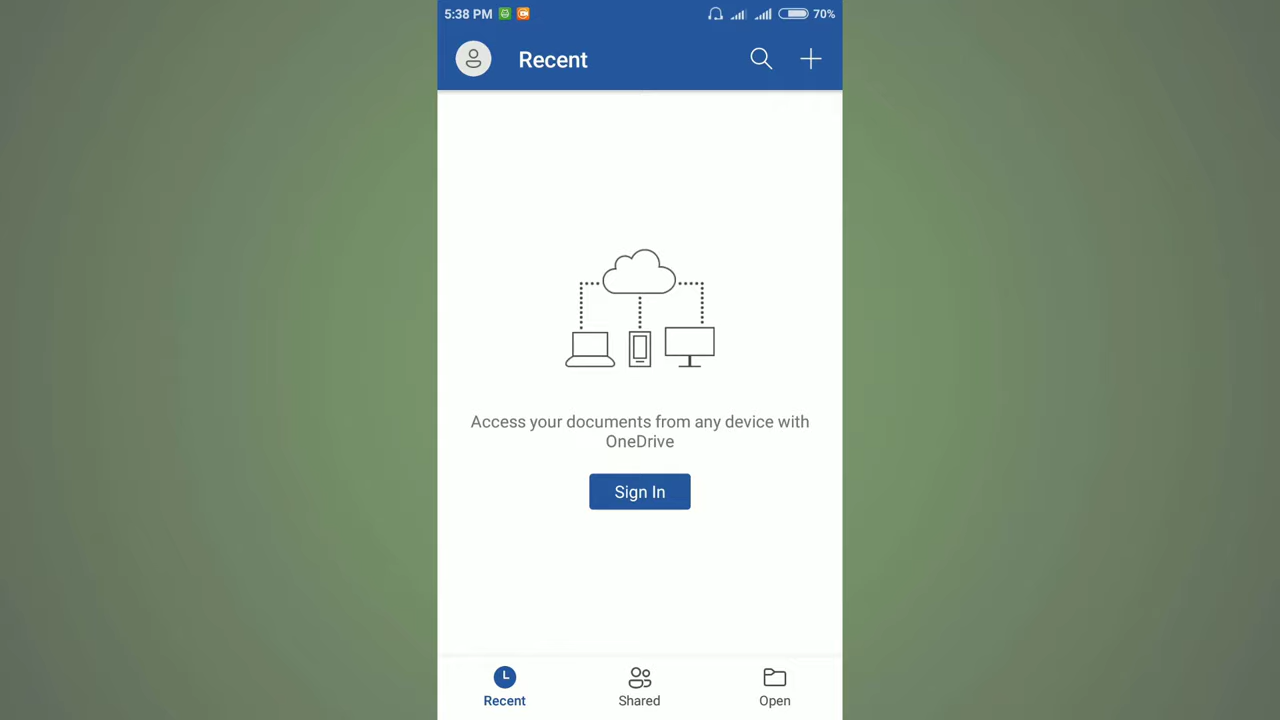 5:38 PM 70%
Recent
Access your documents from any device with
OneDrive
Sign In
Recent Shared Open